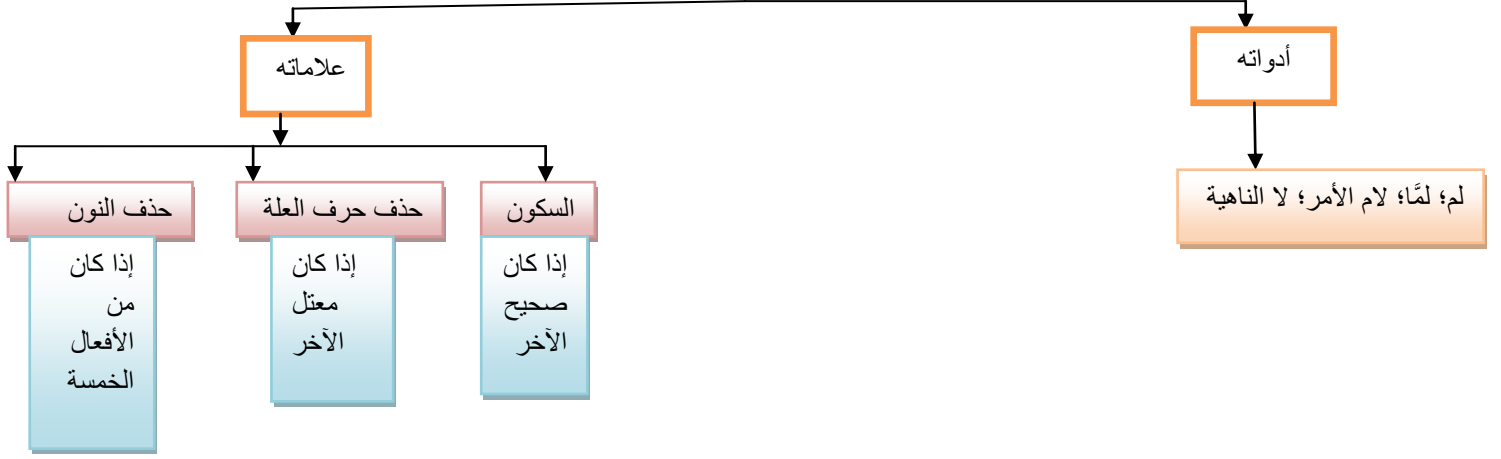 أدواته
لم؛ لمَّا؛ لام الأمر؛ لا الناهية
علاماته
السكون
إذا كان
صحيح
الآخر
حذف حرف العلة
إذا كان
معتل
الآخر
حذف النون
إذا كان
من
الأفعال
الخمسة